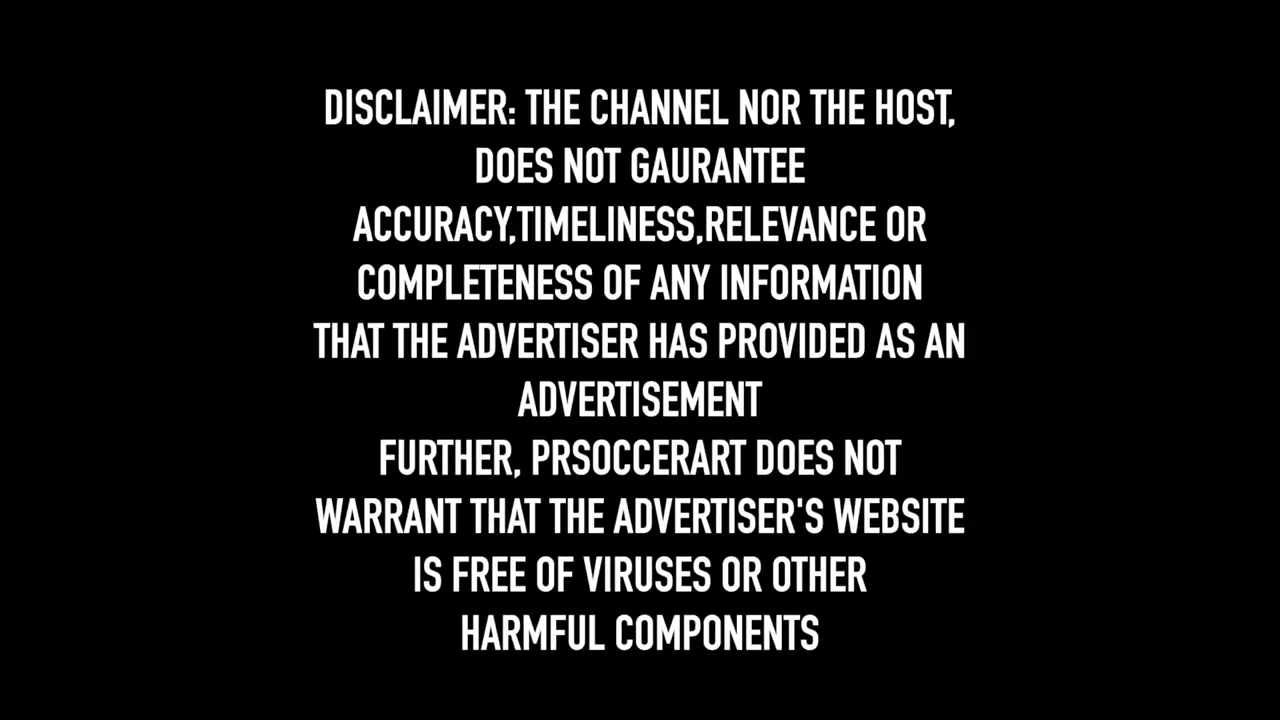 DISCLAIMER: THE CHANNEL NOR THE HOST,
DOES NOT GAURANTEE
ACCURACY,TIMELINESS,RELEVANCE OR
COMPLETENESS OF ANY INFORMATION
THAT THE ADVERTISER HAS PROVIDED AS AN
ADVERTISEMENT
FURTHER, PRSOCCERART DOES NOT
WARRANT THAT THE ADVERTISER'S WEBSITE
IS FREE OF VIRUSES OR OTHER
HARMFUL COMPONENTS